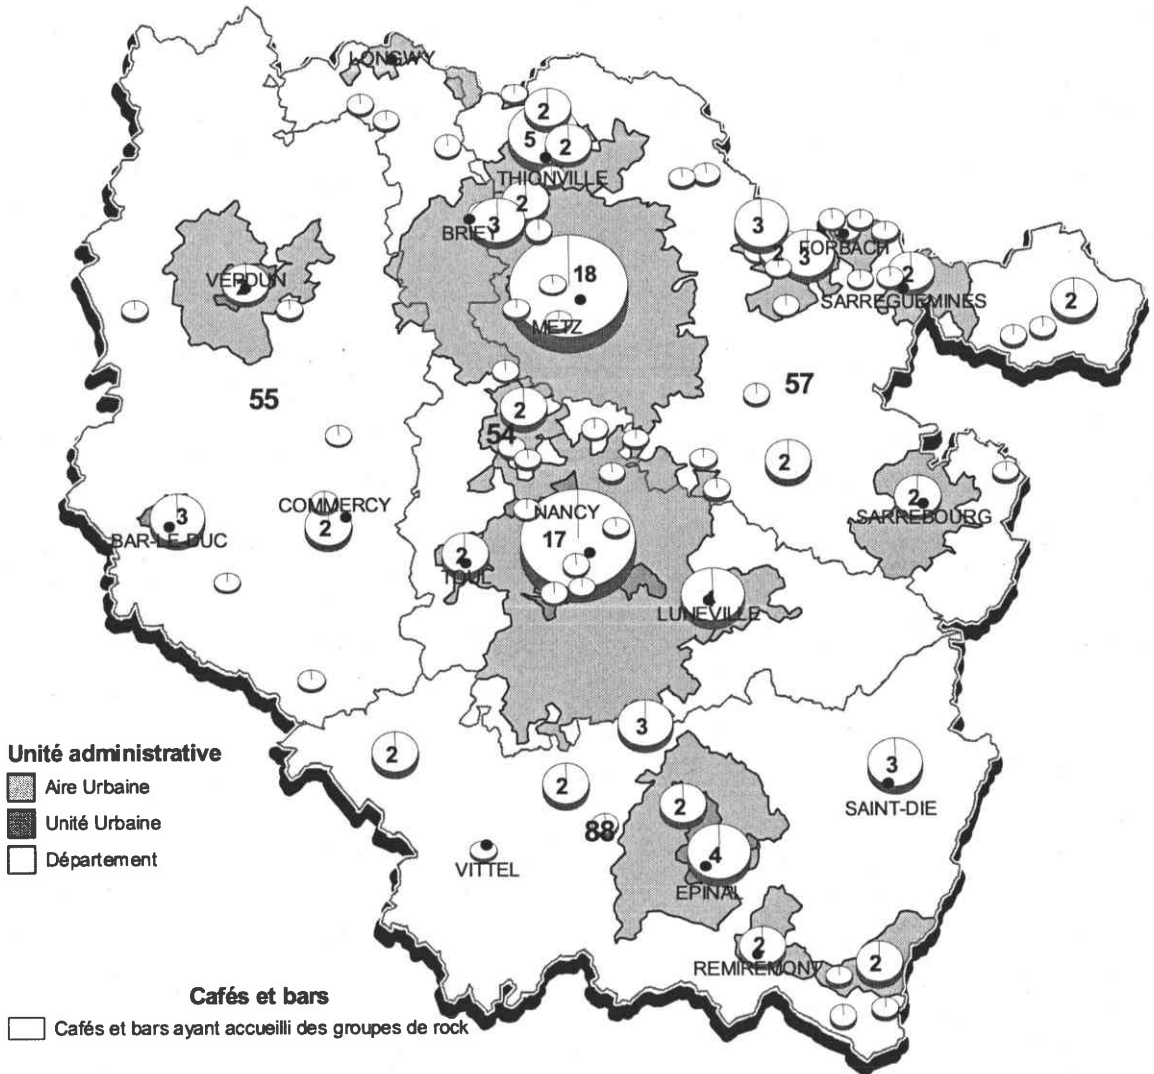 LONGWY
2
5
2
THIONVILLE
2
3
BRIEY
3
FORBACH
2
3
18
2
VERDUN
2
SARREGUEMINES
2
METZ
57
55
2
54
2
2
COMMERCY
NANCY
SARREBOURG
3
2
BAR-LE-DUC
17
2
TOUL
LUNEVILLE
3
2
3
Unité administrative
Aire Urbaine
Unité Urbaine
Département
2
2
SAINT-DIE
88
4
VITTEL
EPINAL
2
2
REMIREMONT
Cafés et bars
Cafés et bars ayant accueilli des groupes de rock